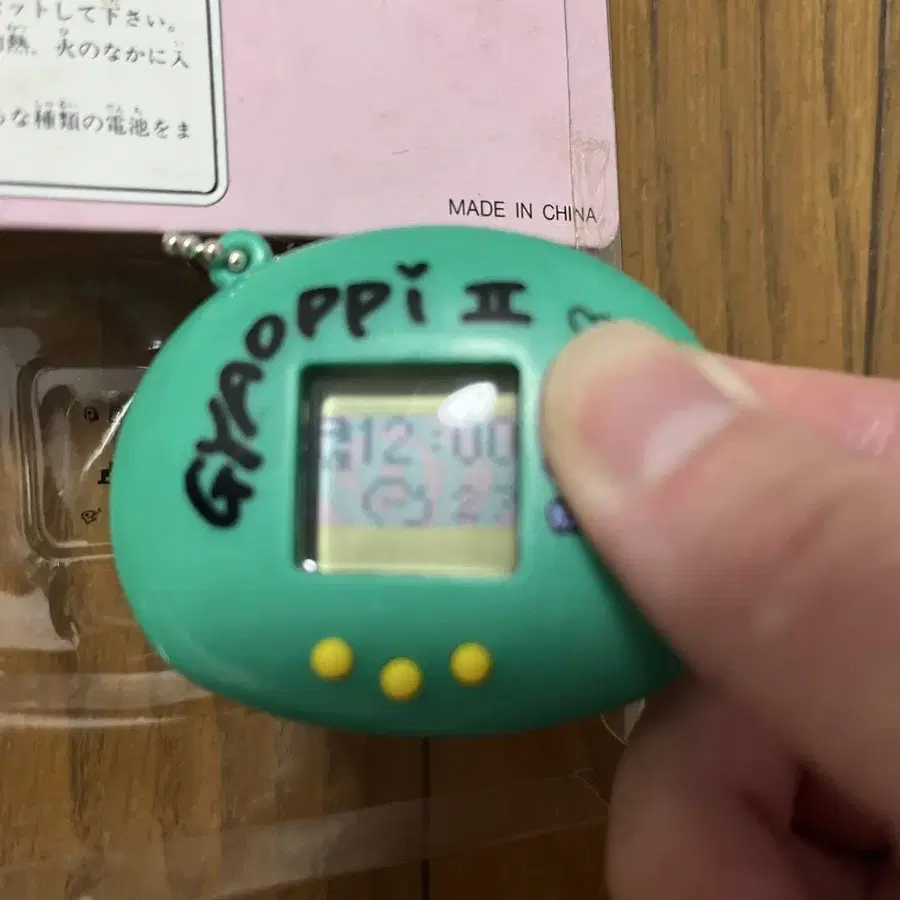 ットして下さい。
熱、火のなかに入
な種類の電池をま
MADE IN CHINA
GYAOPPi II
12:00
23